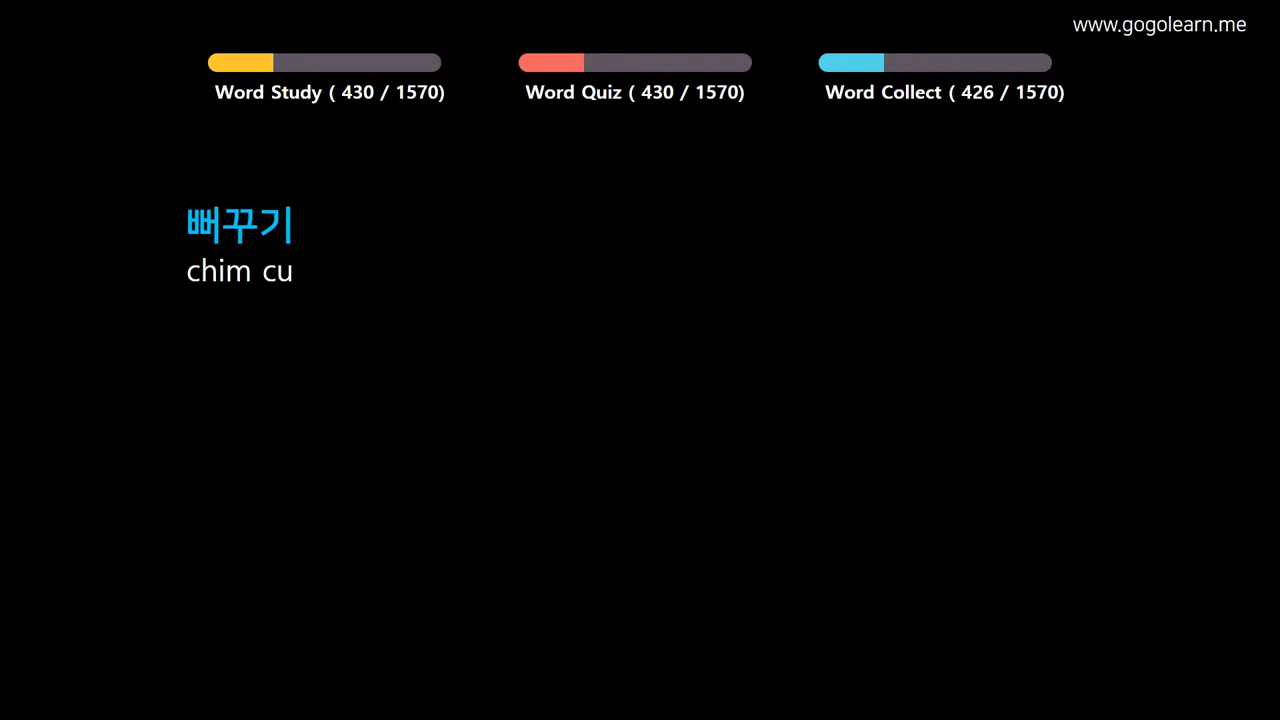 www.gogolearn.me
Word Study ( 430 / 1570)
Word Quiz ( 430 / 1570)
Word Collect ( 426 / 1570)
뻐꾸기
chim cu